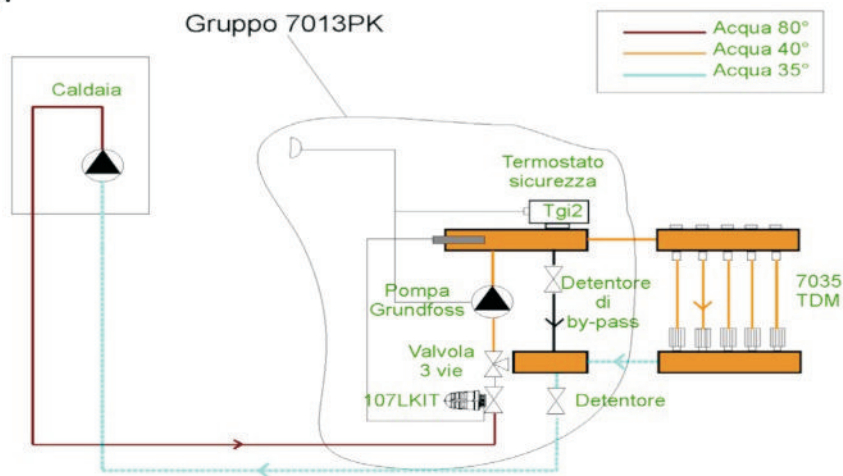 Gruppo 7013PK
Acqua 80°
Acqua 40°
Acqua 35°
Caldaia
Termostato
sicurezza
Tgi2
Pompa
Grundfoss
Detentore
di
by-pass
7035
TDM
Valvola
3 vie
107LKIT
Detentore